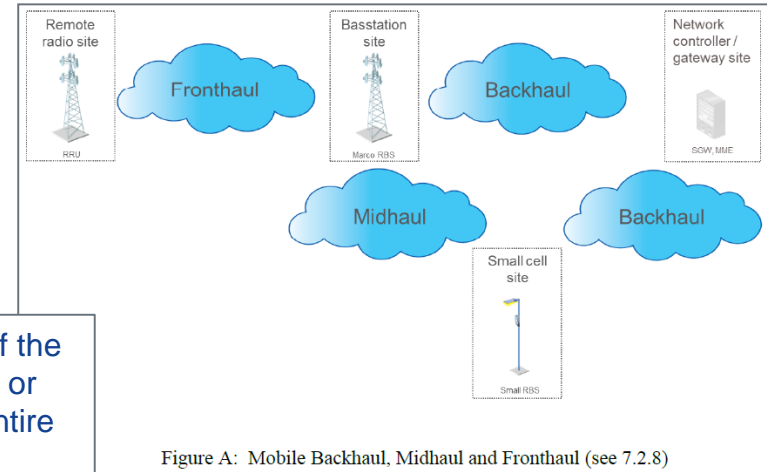 Remote
radio site
RRU
Fronthaul
Basstation
site
Marco RBS
Backhaul
Network
controller /
gateway site
SGW, MME
Midhaul
Backhaul
Small cell
site
Small RBS
f the
or
ntire
Figure A: Mobile Backhaul, Midhaul and Fronthaul (see 7.2.8)